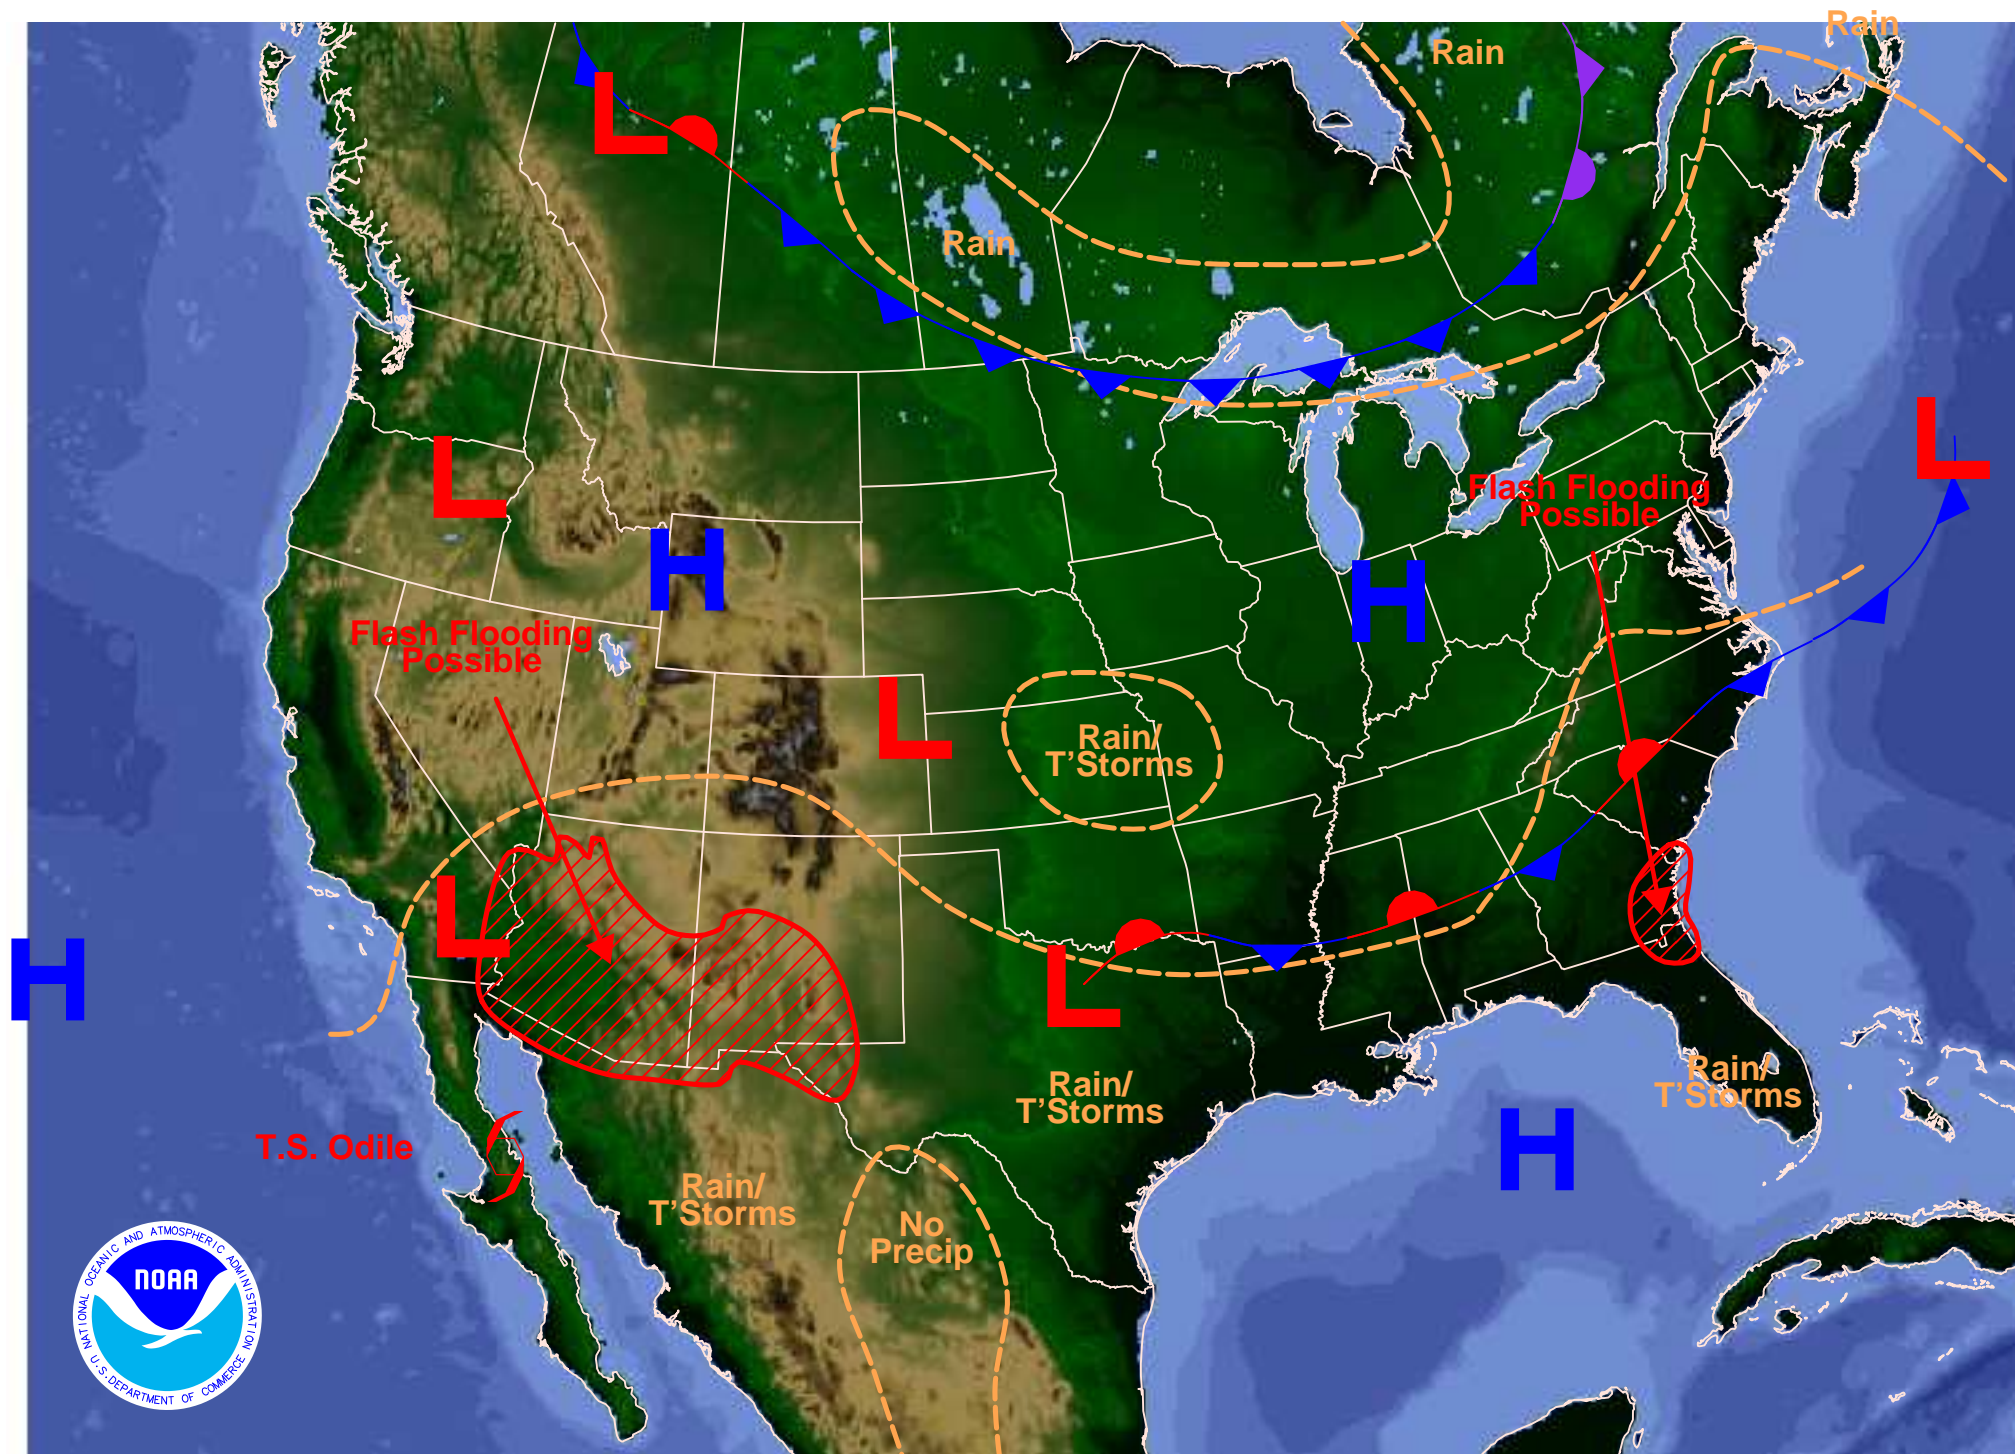 Rain
Rain
L
Rain
L
L
Flash Flooding
Possible
H
H
Flash Flooding
Possible
L
Rain/
T’Storms
L
H
L
Rain/
T’Storms
Rain/
T’Storms
H
T.S. Odile
Rain/
T’Storms
No
Precip
NATIONAL OCEANIC AND ATMOSPHERIC ADMINISTRATION
NOAA
U.S. DEPARTMENT OF COMMERCE